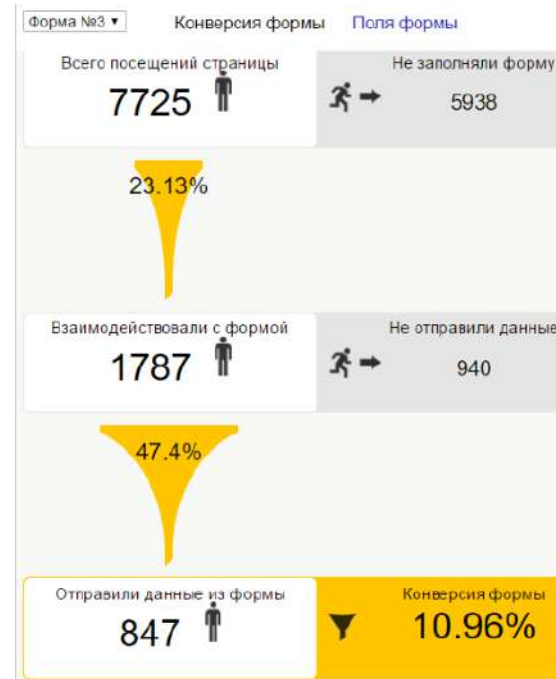 Форма №3 ▼ Конверсия формы Поля формы
Всего посещений страницы Не заполняли форму
7725 5938
23.13%
Взаимодействовали с формой Не отправили данные
1787 940
47.4%
Отправили данные из формы Конверсия формы
847 10.96%